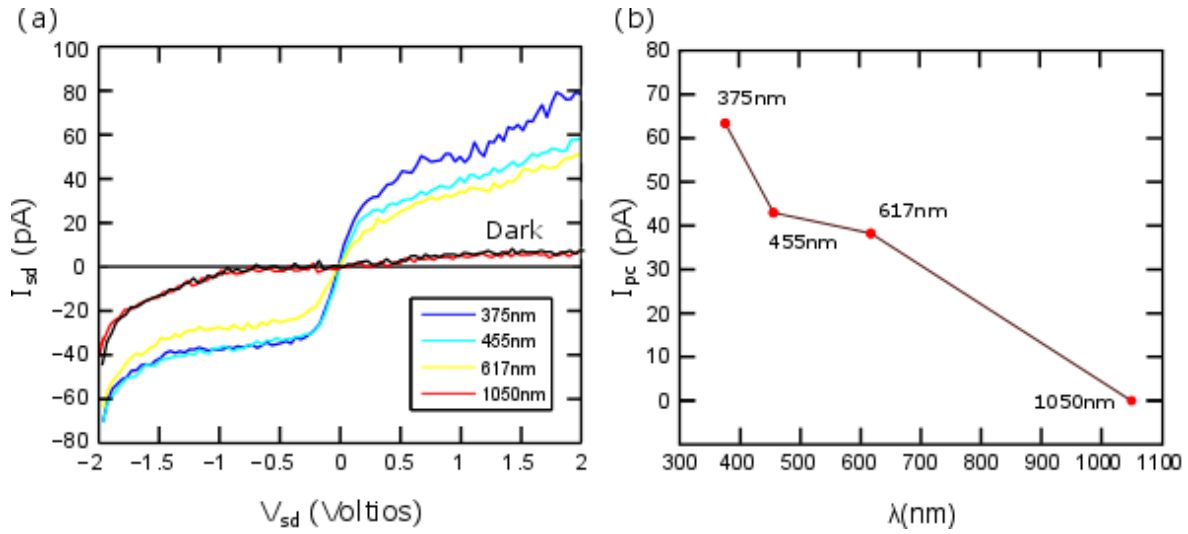 (a)
I_sd (pA)
100
80
60
40
20
0
−20
−40
−60
−80
Dark
375nm
455nm
617nm
1050nm
−2 −1.5 −1 −0.5 0 0.5 1 1.5 2
V_sd (Voltios)
(b)
I_pc (pA)
80
70
60
50
40
30
20
10
0
375nm
455nm
617nm
1050nm
300 400 500 600 700 800 900 1000 1100
λ(nm)